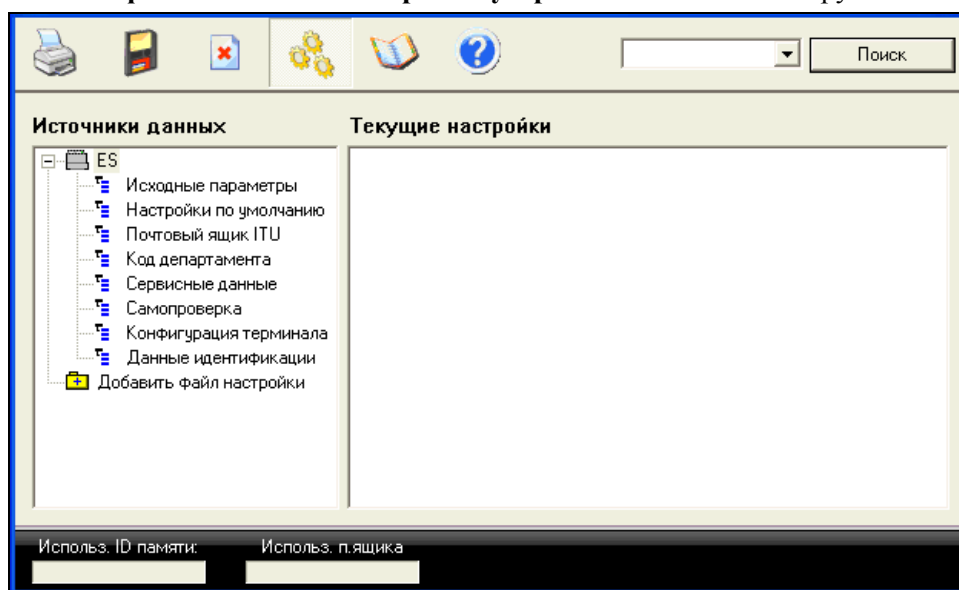 Поиск
Источники данных
Текущие настройки
ES
Исходные параметры
Настройки по умолчанию
Почтовый ящик ITU
Код департамента
Сервисные данные
Самопроверка
Конфигурация терминала
Данные идентификации
Добавить файл настройки
Использ. ID памяти:
Использ. п.ящика